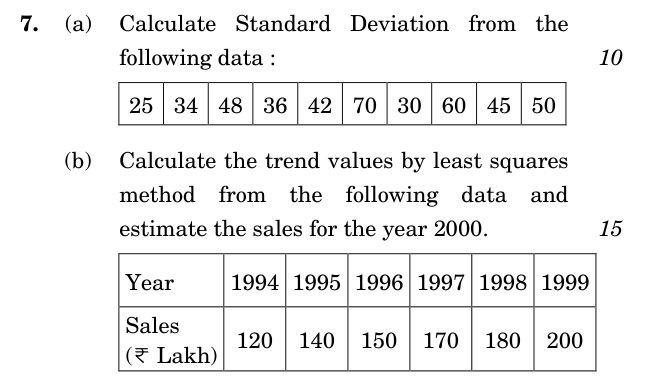 7. (a) Calculate Standard Deviation from the
following data : 10
25 34 48 36 42 70 30 60 45 50
(b) Calculate the trend values by least squares
method from the following data and
estimate the sales for the year 2000. 15
Year 1994 1995 1996 1997 1998 1999
Sales
(₹ Lakh) 120 140 150 170 180 200